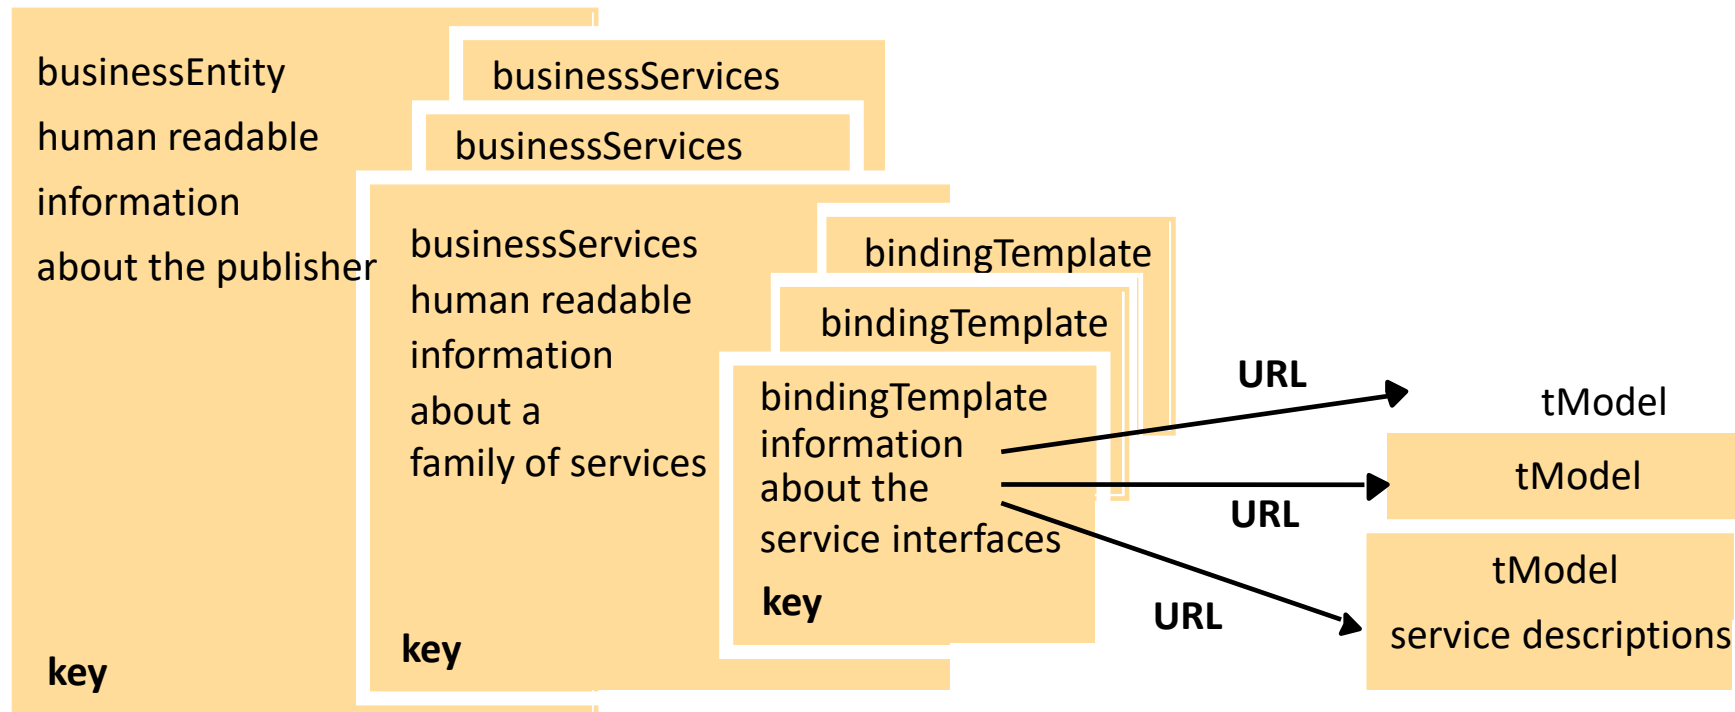 businessEntity
human readable
information
about the publisher
key
businessServices
businessServices
businessServices
human readable
information
about a
family of services
key
bindingTemplate
bindingTemplate
bindingTemplate
information
about the
service interfaces
key
URL
URL
URL
tModel
tModel
tModel
service descriptions